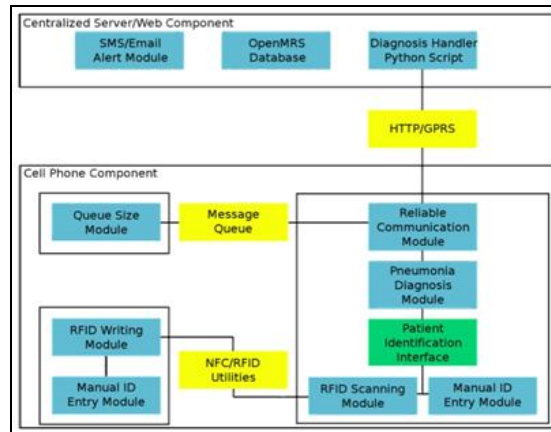 Centralized Server/Web Component
SMS/Email
Alert Module
OpenMRS
Database
Diagnosis Handler
Python Script
HTTP/GPRS
Cell Phone Component
Queue Size
Module
Message
Queue
Reliable
Communication
Module
Pneumonia
Diagnosis
Module
Patient
Identification
Interface
RFID Writing
Module
Manual ID
Entry Module
NFC/RFID
Utilities
RFID Scanning
Module
Manual ID
Entry Module